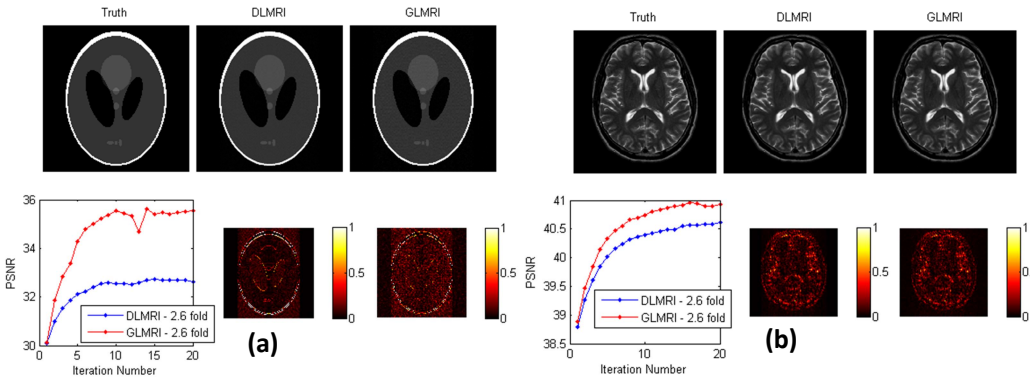 Truth DLMRI GLMRI
36
34
32
30
PSNR
5 10 15 20
Iteration Number
DLMRI - 2.6 fold
GLMRI - 2.6 fold
1
0.5
0
1
0.5
0
(a)
Truth DLMRI GLMRI
41
40.5
40
39.5
39
38.5
PSNR
0 10 20
Iteration Number
DLMRI - 2.6 fold
GLMRI - 2.6 fold
1
0.5
0
1
0.5
0
(b)